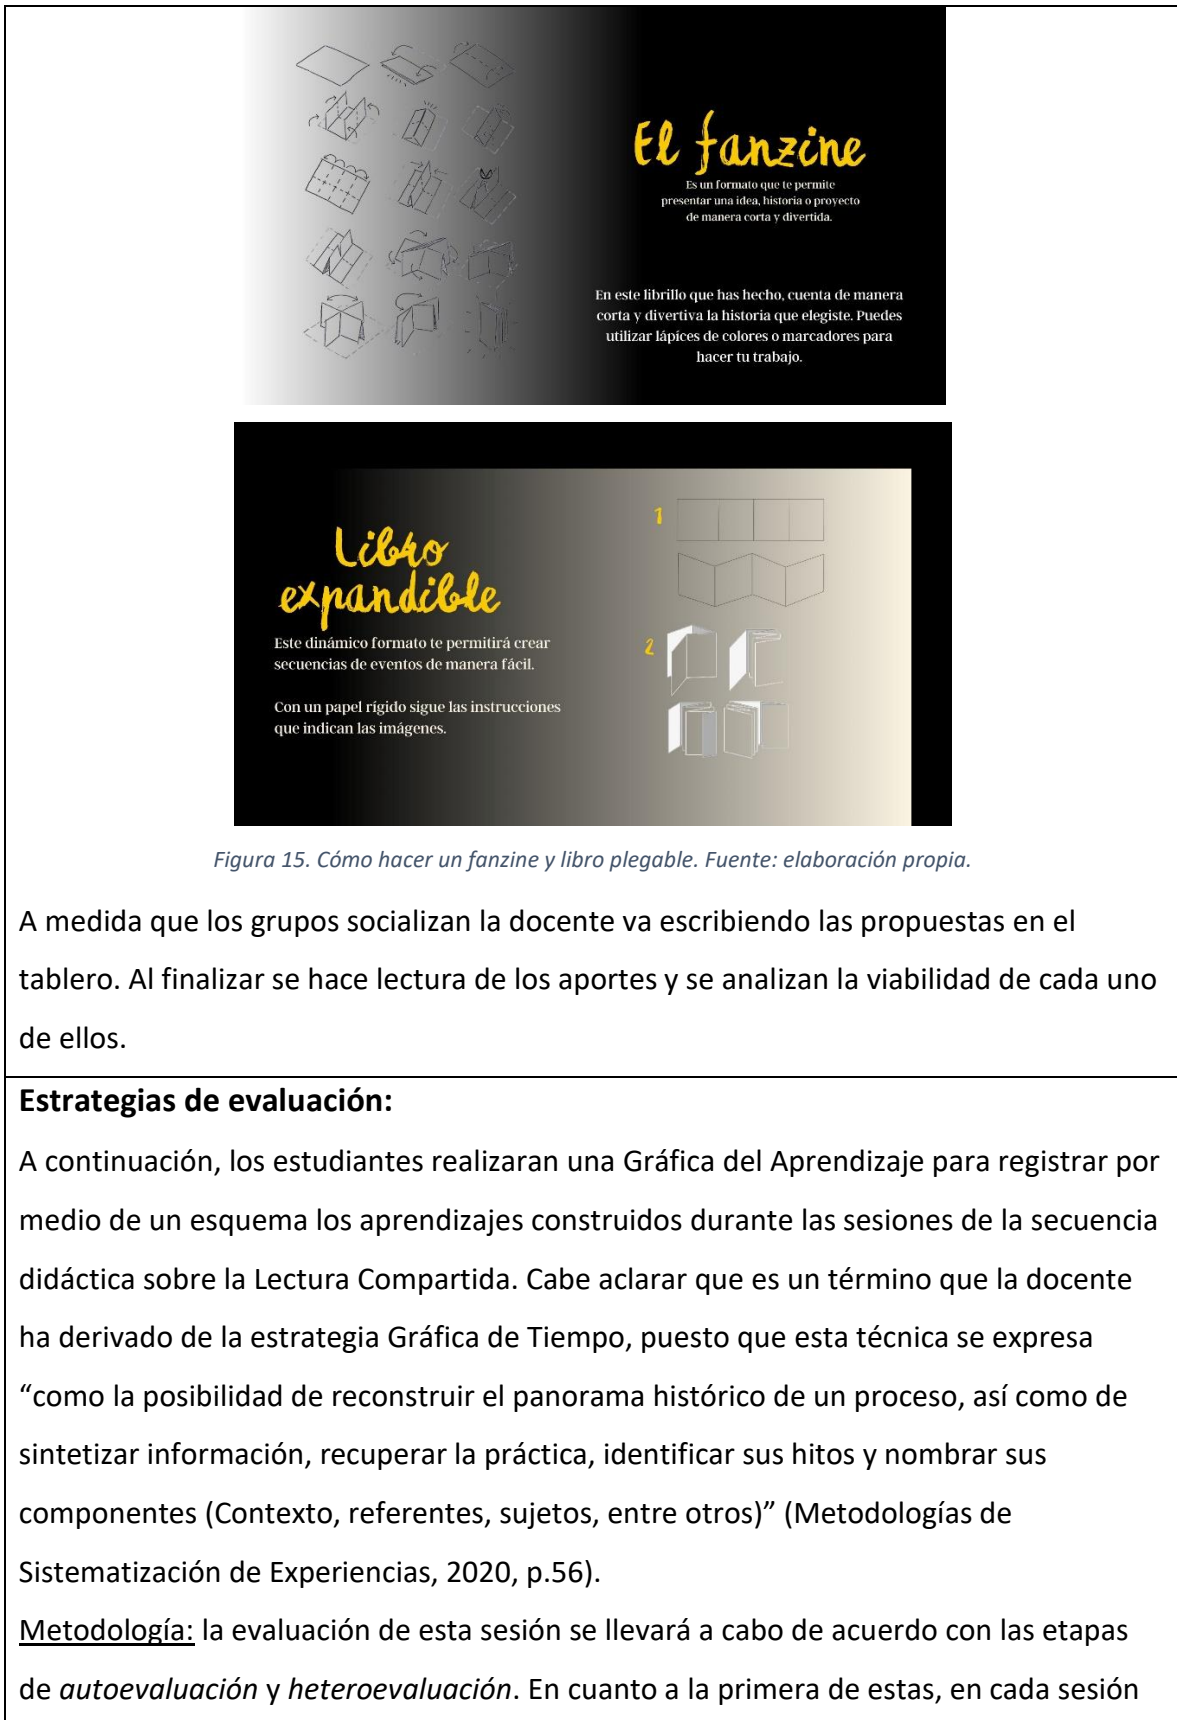 El fanzine
Es un formato que te permite
presentar una idea, historia o proyecto
de manera corta y divertida.
En este librillo que has hecho, cuenta de manera
corta y divertiva la historia que elegiste. Puedes
utilizar lápíces de colores o marcadores para
hacer tu trabajo.
Libro
expandible
Este dinámico formato te permitirá crear
secuencias de eventos de manera fácil.
Con un papel rígido sigue las instrucciones
que indican las imágenes.
1
2
Figura 15. Cómo hacer un fanzine y libro plegable. Fuente: elaboración propia.
A medida que los grupos socializan la docente va escribiendo las propuestas en el
tablero. Al finalizar se hace lectura de los aportes y se analizan la viabilidad de cada uno
de ellos.
Estrategias de evaluación:
A continuación, los estudiantes realizaran una Gráfica del Aprendizaje para registrar por
medio de un esquema los aprendizajes construidos durante las sesiones de la secuencia
didáctica sobre la Lectura Compartida. Cabe aclarar que es un término que la docente
ha derivado de la estrategia Gráfica de Tiempo, puesto que esta técnica se expresa
“como la posibilidad de reconstruir el panorama histórico de un proceso, así como de
sintetizar información, recuperar la práctica, identificar sus hitos y nombrar sus
componentes (Contexto, referentes, sujetos, entre otros)” (Metodologías de
Sistematización de Experiencias, 2020, p.56).
Metodología: la evaluación de esta sesión se llevará a cabo de acuerdo con las etapas
de autoevaluación y heteroevaluación. En cuanto a la primera de estas, en cada sesión